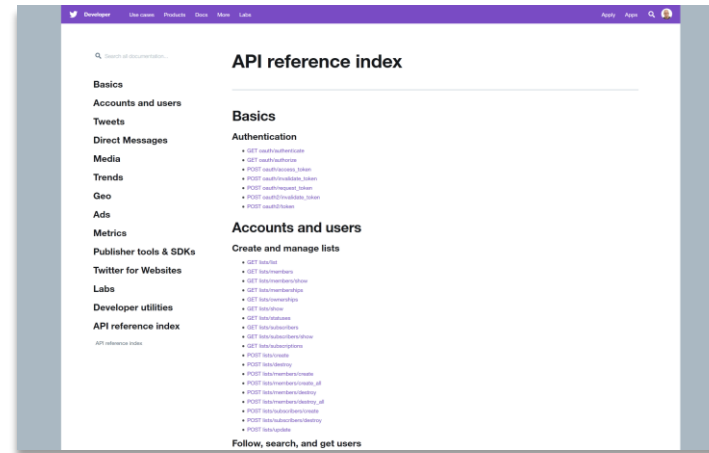 Developer Use cases Products Docs More Labs Apply Apps
Search all documentation...
Basics
Accounts and users
Tweets
Direct Messages
Media
Trends
Geo
Ads
Metrics
Publisher tools & SDKs
Twitter for Websites
Labs
Developer utilities
API reference index
API reference index
API reference index
Basics
Authentication
• GET oauth/authenticate
• GET oauth/authorize
• POST oauth/access_token
• POST oauth/invalidate_token
• POST oauth/request_token
• POST oauth2/invalidate_token
• POST oauth2/token
Accounts and users
Create and manage lists
• GET lists/list
• GET lists/members
• GET lists/members/show
• GET lists/memberships
• GET lists/ownerships
• GET lists/show
• GET lists/statuses
• GET lists/subscribers
• GET lists/subscribers/show
• GET lists/subscriptions
• POST lists/create
• POST lists/destroy
• POST lists/members/create
• POST lists/members/create_all
• POST lists/members/destroy
• POST lists/members/destroy_all
• POST lists/subscribers/create
• POST lists/subscribers/destroy
• POST lists/update
Follow, search, and get users